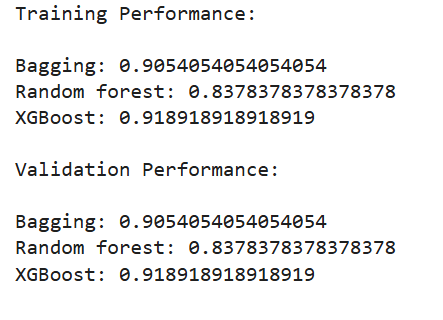 Training Performance:
Bagging: 0.9054054054054054
Random forest: 0.8378378378378378
XGBoost: 0.918918918918919
Validation Performance:
Bagging: 0.9054054054054054
Random forest: 0.8378378378378378
XGBoost: 0.918918918918919